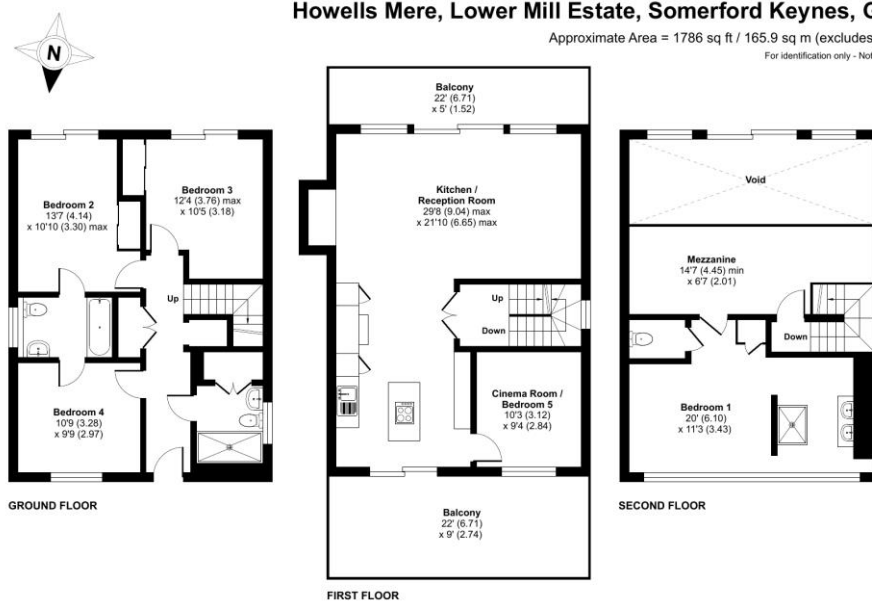 Howells Mere, Lower Mill Estate, Somerford Keynes,
Approximate Area = 1786 sq ft / 165.9 sq m (excludes
For identification only - Not
N
Bedroom 2
13'7 (4.14)
x 10'10 (3.30) max
Bedroom 3
12'4 (3.76) max
x 10'5 (3.18)
Up
Bedroom 4
10'9 (3.28)
x 9'9 (2.97)
GROUND FLOOR
Balcony
22' (6.71)
x 5' (1.52)
Kitchen /
Reception Room
29'8 (9.04) max
x 21'10 (6.65) max
Up
Down
Cinema Room /
Bedroom 5
10'3 (3.12)
x 9'4 (2.84)
Balcony
22' (6.71)
x 9' (2.74)
FIRST FLOOR
Void
Mezzanine
14'7 (4.45) min
x 6'7 (2.01)
Down
Bedroom 1
20' (6.10)
x 11'3 (3.43)
SECOND FLOOR